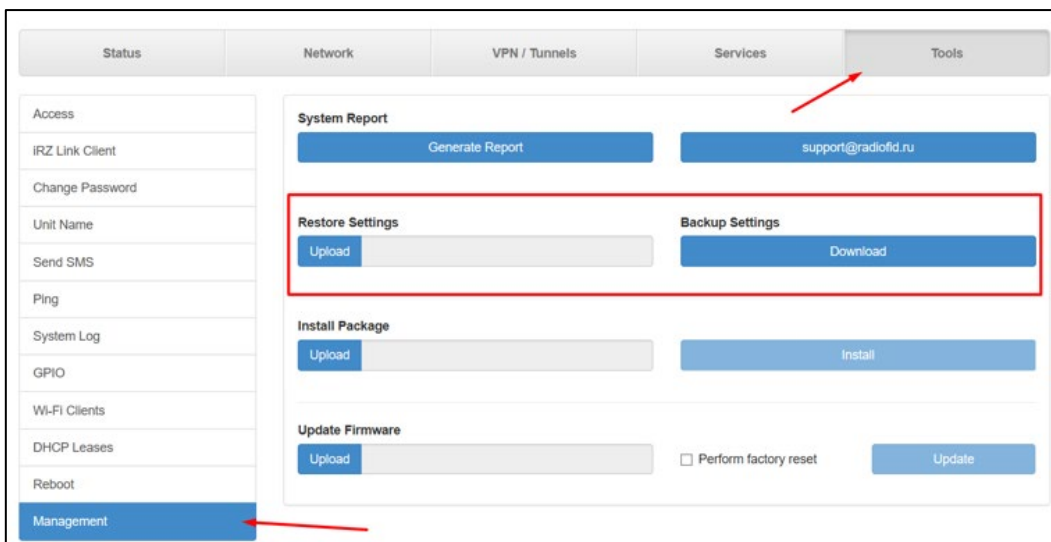 Status Network VPN / Tunnels Services Tools
Access
iRZ Link Client
Change Password
Unit Name
Send SMS
Ping
System Log
GPIO
Wi-Fi Clients
DHCP Leases
Reboot
Management
System Report
Generate Report support@radiofid.ru
Restore Settings Backup Settings
Upload Download
Install Package
Upload Install
Update Firmware
Upload Perform factory reset Update